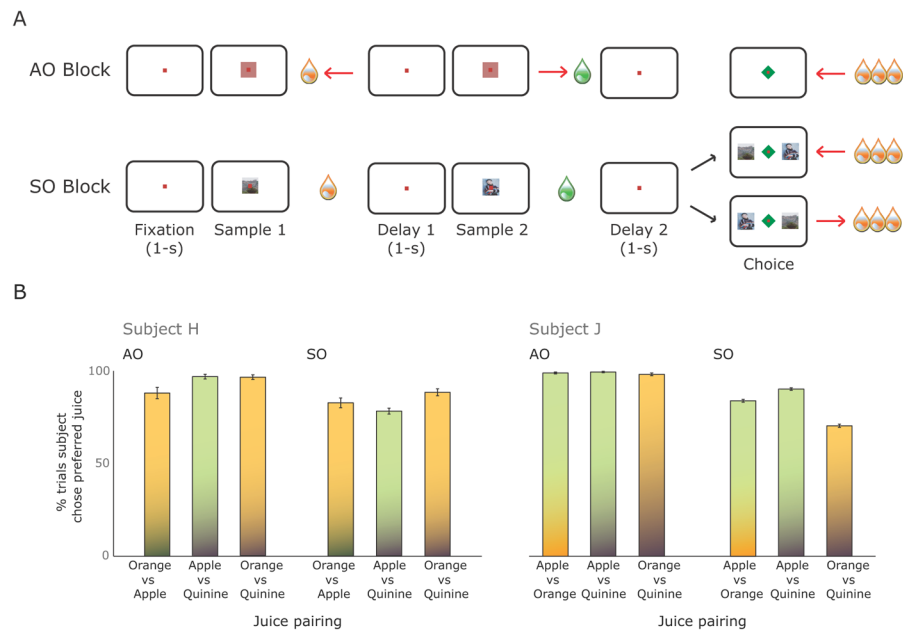 A
AO Block
SO Block
Fixation
(1-s)
Sample 1
Delay 1
(1-s)
Sample 2
Delay 2
(1-s)
Choice
B
Subject H
AO
SO
% trials subject
chose preferred juice
100
50
0
Orange
vs
Apple
Apple
vs
Quinine
Orange
vs
Quinine
Orange
vs
Apple
Apple
vs
Quinine
Orange
vs
Quinine
Juice pairing
Subject J
AO
SO
Apple
vs
Orange
Apple
vs
Quinine
Orange
vs
Quinine
Apple
vs
Orange
Apple
vs
Quinine
Orange
vs
Quinine
Juice pairing